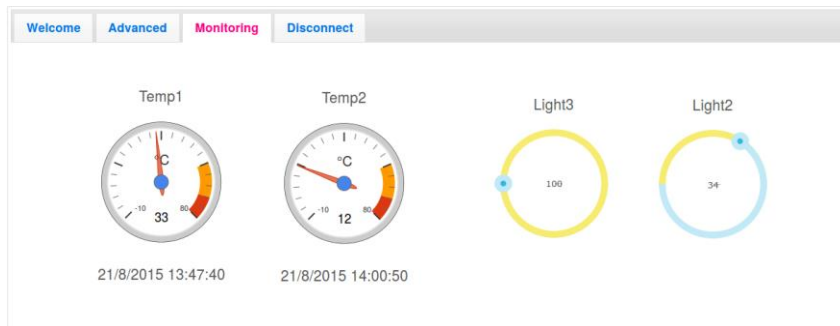 Welcome Advanced Monitoring Disconnect
Temp1
°C
-10 80
33
21/8/2015 13:47:40
Temp2
°C
-10 80
12
21/8/2015 14:00:50
Light3
100
Light2
34